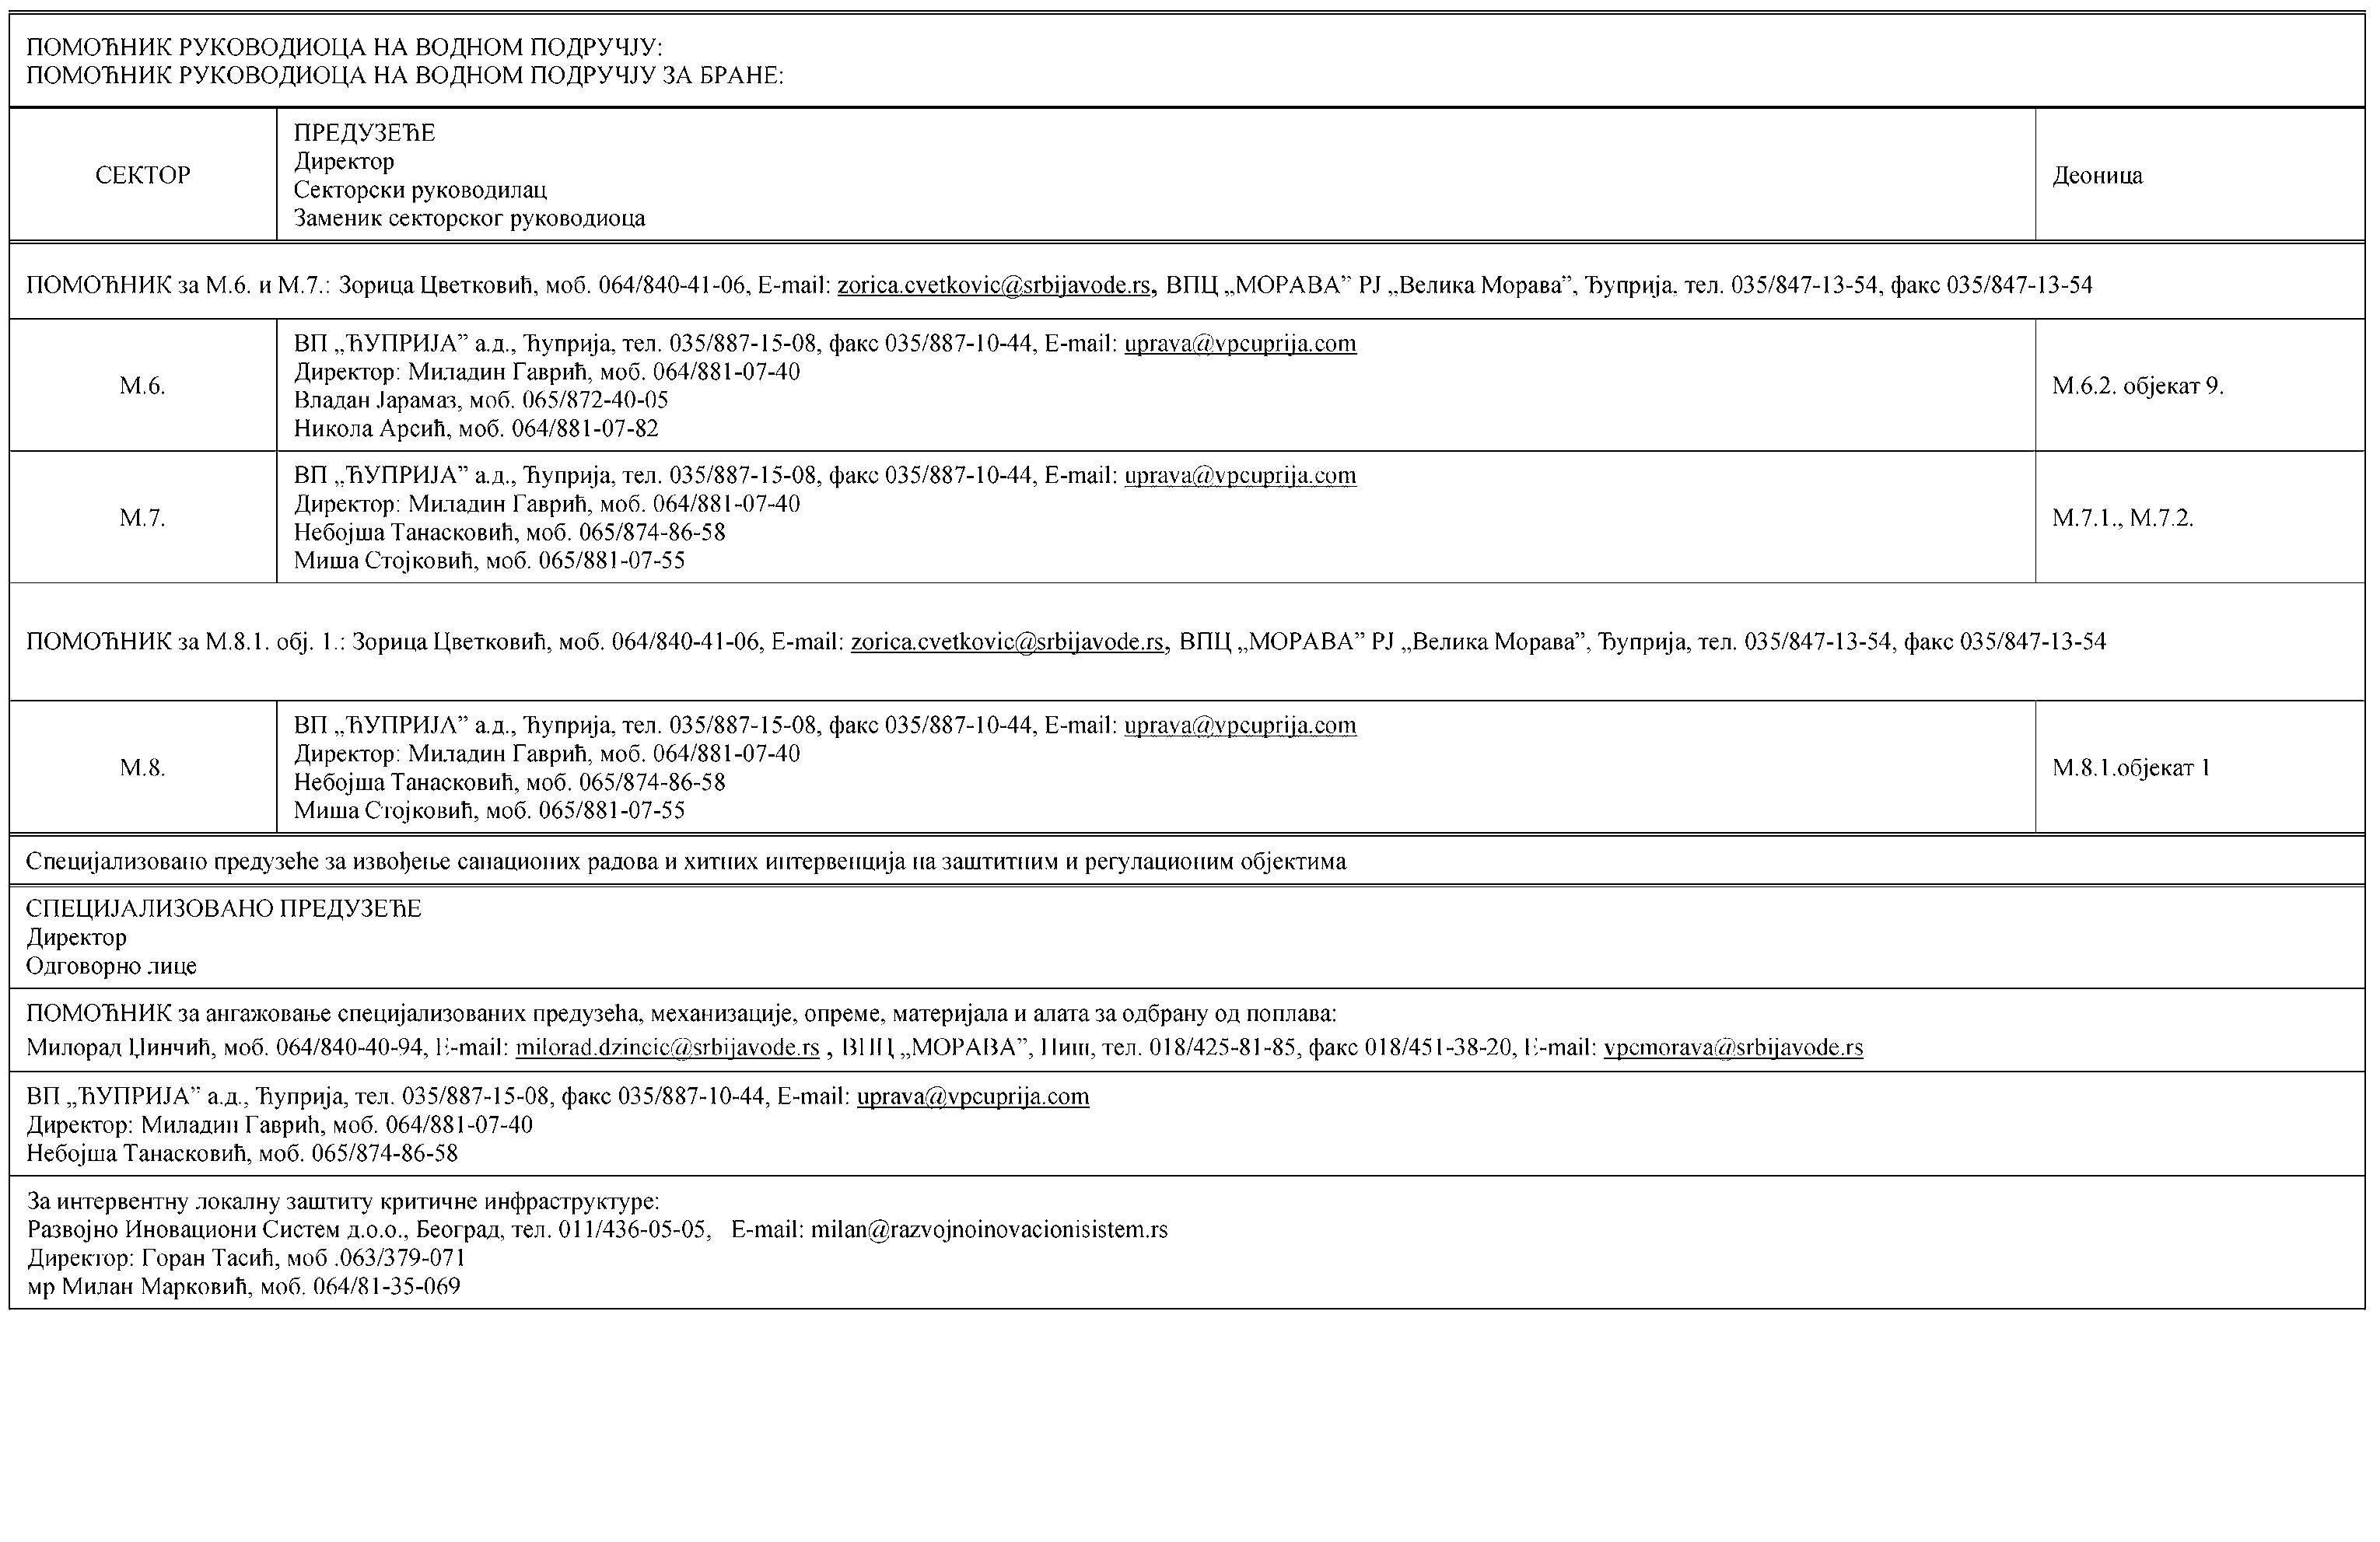 ПОМОЋНИК РУКОВОДИОЦА НА ВОДНОМ ПОДРУЧЈУ:
ПОМОЋНИК РУКОВОДИОЦА НА ВОДНОМ ПОДРУЧЈУ ЗА БРАНЕ:
СЕКТОР
ПРЕДУЗЕЋЕ
Директор
Секторски руководилац
Заменик секторског руководиоца
Деоница
ПОМОЋНИК за М.6. и М.7.: Зорица Цветковић, моб. 064/840-41-06, E-mail: zorica.cvetkovic@srbijavode.rs, ВПЦ „МОРАВА” РЈ „Велика Морава”, Ћуприја, тел. 035/847-13-54, факс 035/847-13-54
М.6.
ВП „ЋУПРИЈА” а.д., Ћуприја, тел. 035/887-15-08, факс 035/887-10-44, E-mail: uprava@vpcuprija.com
Директор: Миладин Гаврић, моб. 064/881-07-40
Владан Јарамаз, моб. 065/872-40-05
Никола Арсић, моб. 064/881-07-82
М.6.2. објекат 9.
М.7.
ВП „ЋУПРИЈА” а.д., Ћуприја, тел. 035/887-15-08, факс 035/887-10-44, E-mail: uprava@vpcuprija.com
Директор: Миладин Гаврић, моб. 064/881-07-40
Небојша Танасковић, моб. 065/874-86-58
Миша Стојковић, моб. 065/881-07-55
М.7.1., М.7.2.
ПОМОЋНИК за М.8.1. обј. 1.: Зорица Цветковић, моб. 064/840-41-06, E-mail: zorica.cvetkovic@srbijavode.rs, ВПЦ „МОРАВА” РЈ „Велика Морава”, Ћуприја, тел. 035/847-13-54, факс 035/847-13-54
М.8.
ВП „ЋУПРИЈА” а.д., Ћуприја, тел. 035/887-15-08, факс 035/887-10-44, E-mail: uprava@vpcuprija.com
Директор: Миладин Гаврић, моб. 064/881-07-40
Небојша Танасковић, моб. 065/874-86-58
Миша Стојковић, моб. 065/881-07-55
М.8.1.објекат 1
Специјализовано предузеће за извођење санационих радова и хитних интервенција на заштитним и регулационим објектима
СПЕЦИЈАЛИЗОВАНО ПРЕДУЗЕЋЕ
Директор
Одговорно лице
ПОМОЋНИК за ангажовање специјализованих предузећа, механизације, опреме, материјала и алата за одбрану од поплава:
Милорад Џинчић, моб. 064/840-40-94, E-mail: milorad.dzincic@srbijavode.rs , ВПЦ „МОРАВА”, Ниш, тел. 018/425-81-85, факс 018/451-38-20, E-mail: vpcmorava@srbijavode.rs
ВП „ЋУПРИЈА” а.д., Ћуприја, тел. 035/887-15-08, факс 035/887-10-44, E-mail: uprava@vpcuprija.com
Директор: Миладин Гаврић, моб. 064/881-07-40
Небојша Танасковић, моб. 065/874-86-58
За интервентну локалну заштиту критичне инфраструктуре:
Развојно Иновациони Систем д.о.о., Београд, тел. 011/436-05-05, E-mail: milan@razvojnoinovacionisistem.rs
Директор: Горан Тасић, моб .063/379-071
мр Милан Марковић, моб. 064/81-35-069